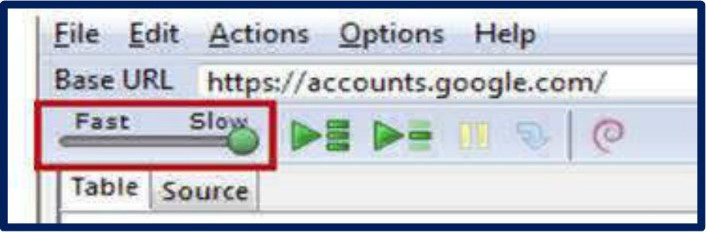 File Edit Actions Options Help
Base URL https://accounts.google.com/
Fast Slow
Table Source